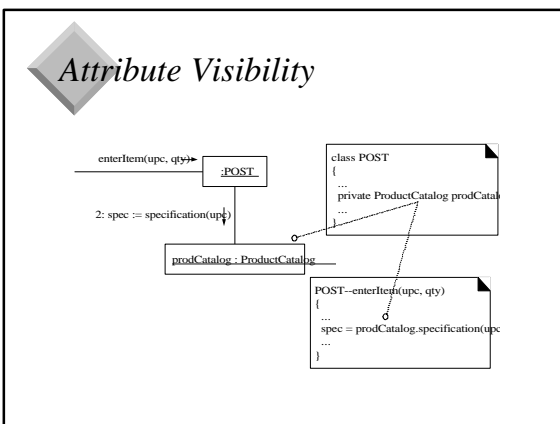 Attribute Visibility
enterItem(upc, qty)
:POST
2: spec := specification(upc)
prodCatalog : ProductCatalog
class POST
{
...
private ProductCatalog prodCatal
...
}
POST--enterItem(upc, qty)
{
...
spec = prodCatalog.specification(upc
...
}